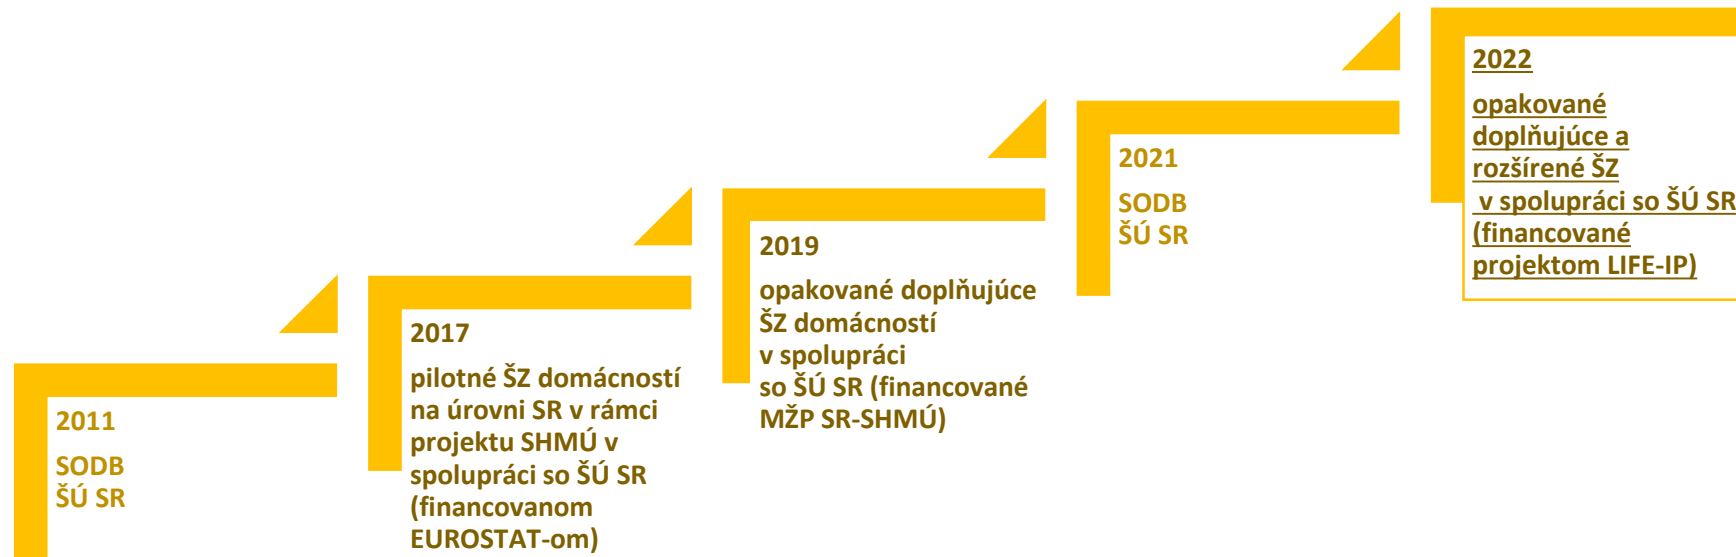 2011
SODB
ŠÚ SR
2017
pilotné ŠZ domácností
na úrovni SR v rámci
projektu SHMÚ v
spolupráci so ŠÚ SR
(financovanom
EUROSTAT-om)
2019
opakované doplňujúce
ŠZ domácností
v spolupráci
so ŠÚ SR (financované
MŽP SR-SHMÚ)
2021
SODB
ŠÚ SR
2022
opakované
doplňujúce a
rozšírené ŠZ
v spolupráci so ŠÚ SR
(financované
projektom LIFE-IP)